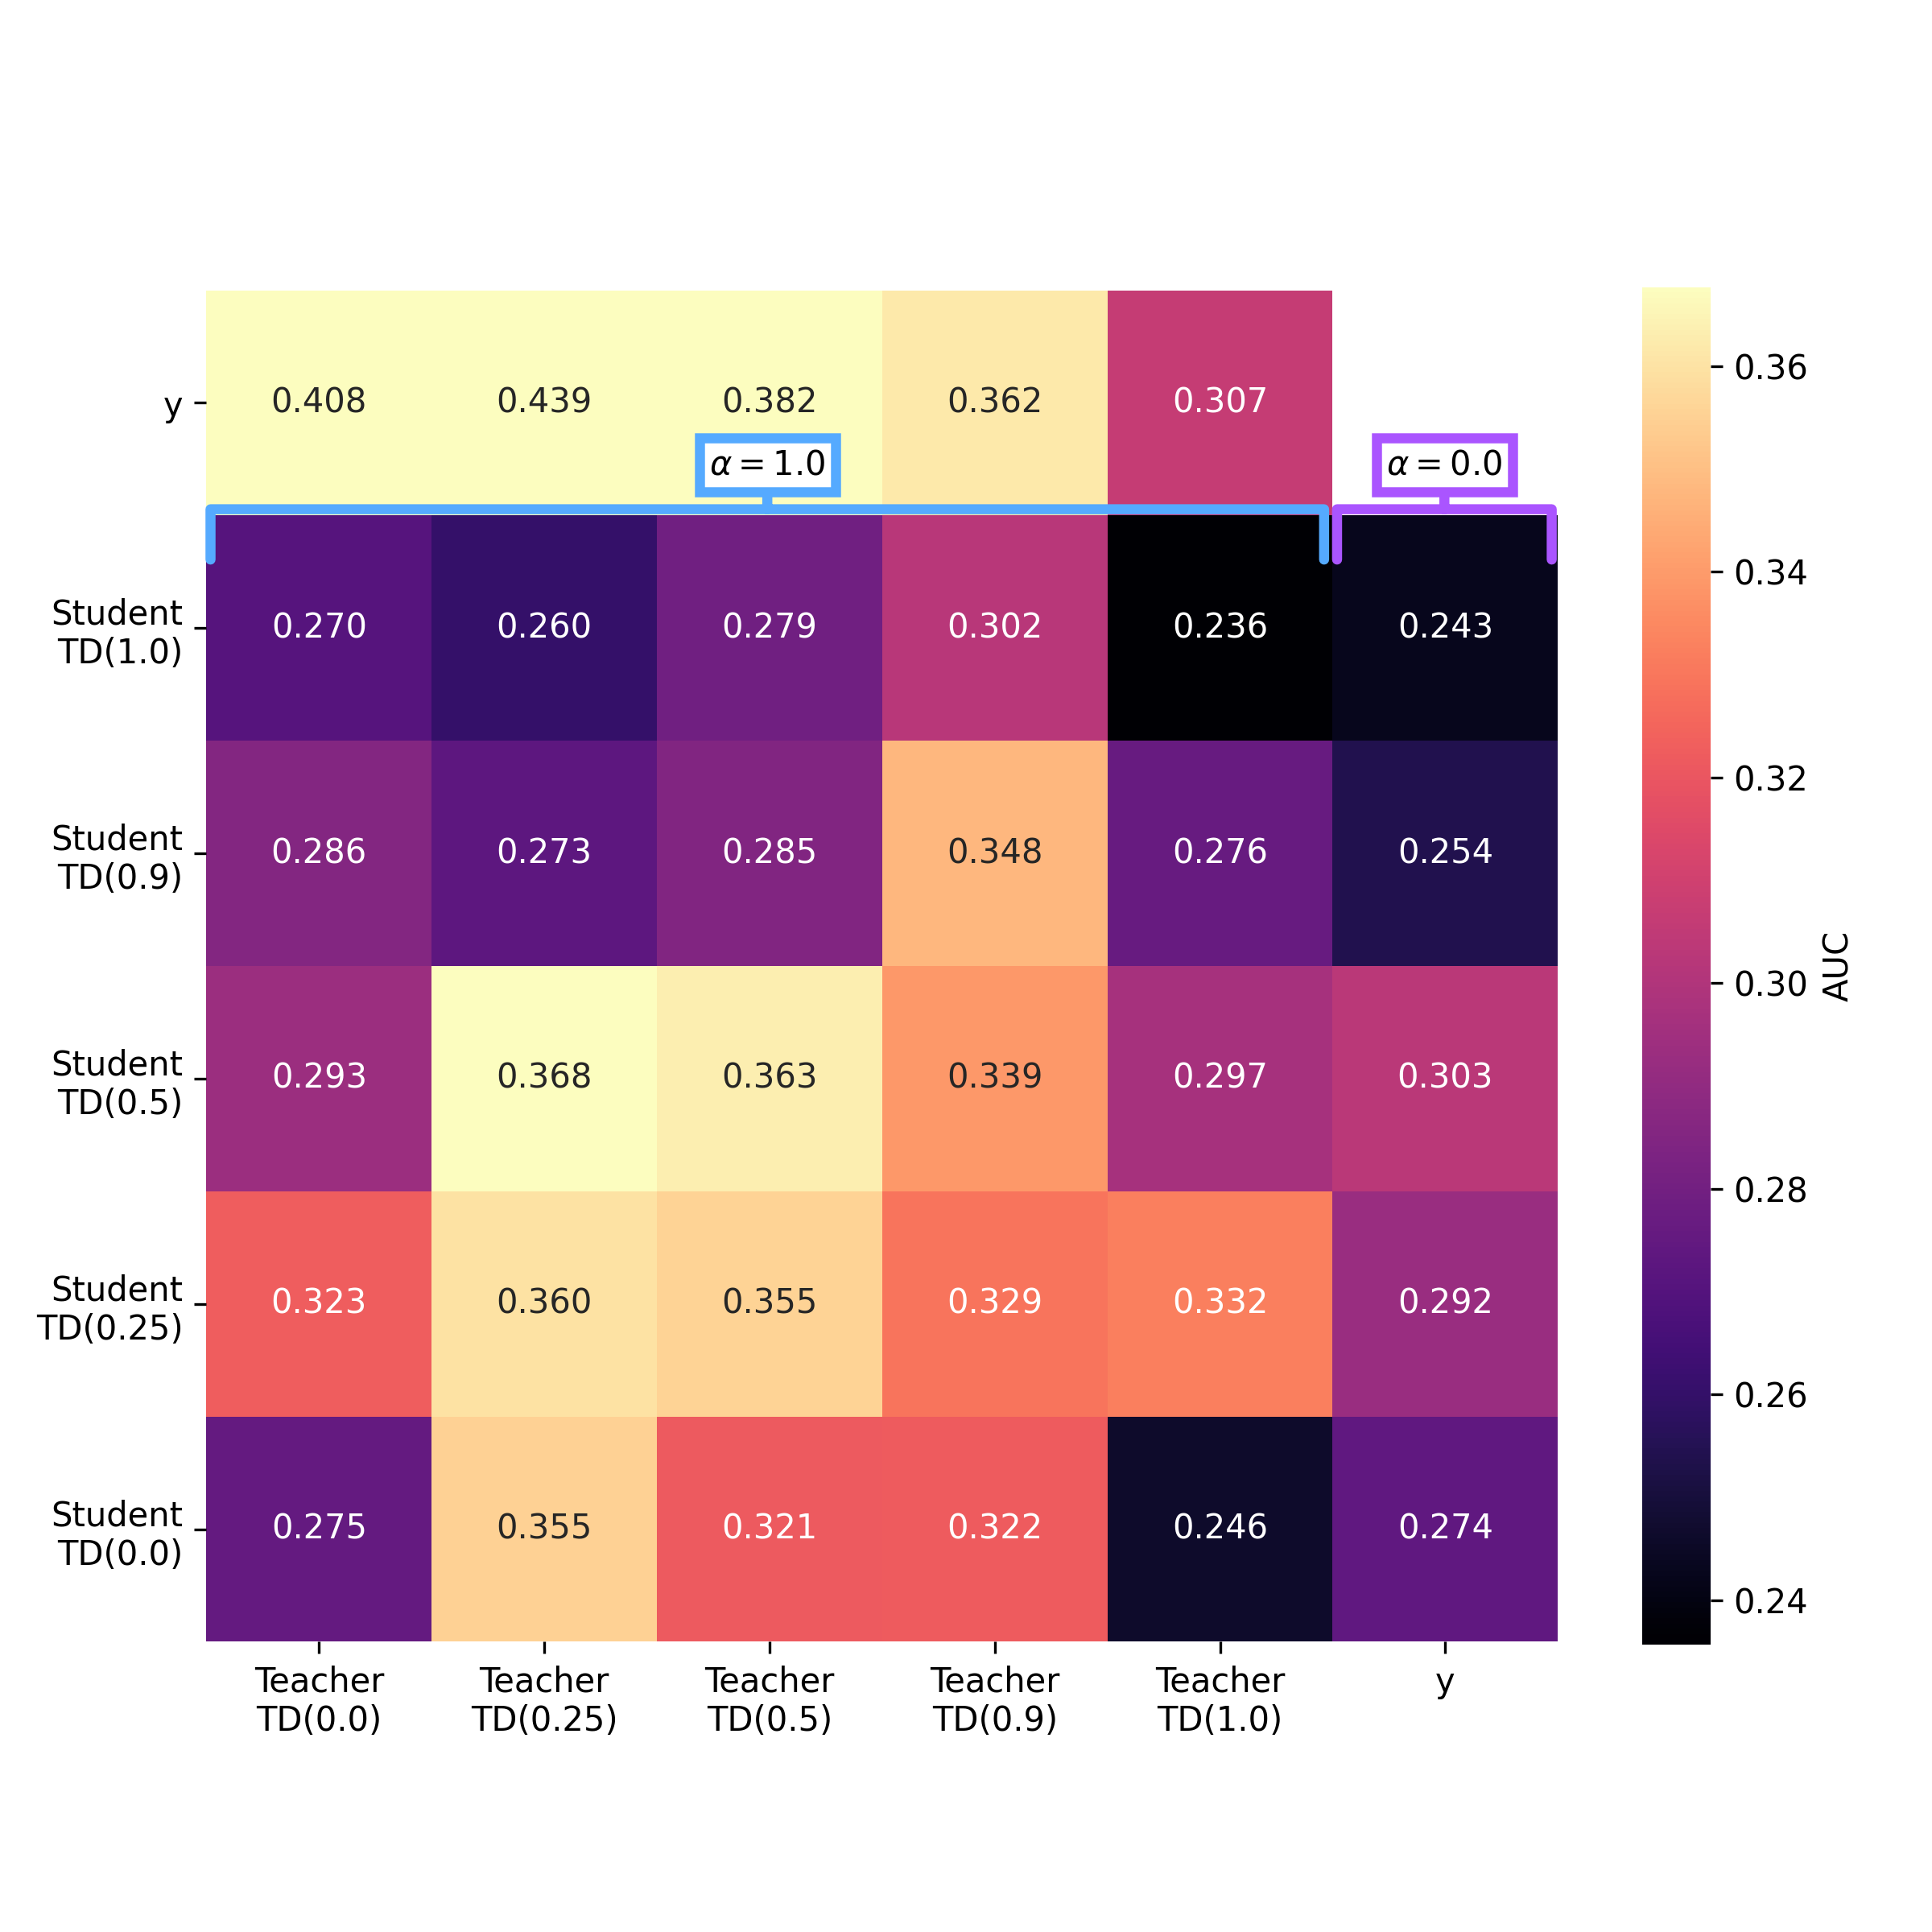 y
0.408 0.439 0.382 0.362 0.307
α = 1.0 α = 0.0
Student
TD(1.0)
0.270 0.260 0.279 0.302 0.236 0.243
Student
TD(0.9)
0.286 0.273 0.285 0.348 0.276 0.254
Student
TD(0.5)
0.293 0.368 0.363 0.339 0.297 0.303
Student
TD(0.25)
0.323 0.360 0.355 0.329 0.332 0.292
Student
TD(0.0)
0.275 0.355 0.321 0.322 0.246 0.274
Teacher Teacher Teacher Teacher Teacher y
TD(0.0) TD(0.25) TD(0.5) TD(0.9) TD(1.0)
0.36
0.34
0.32
0.30
0.28
0.26
0.24
AUC